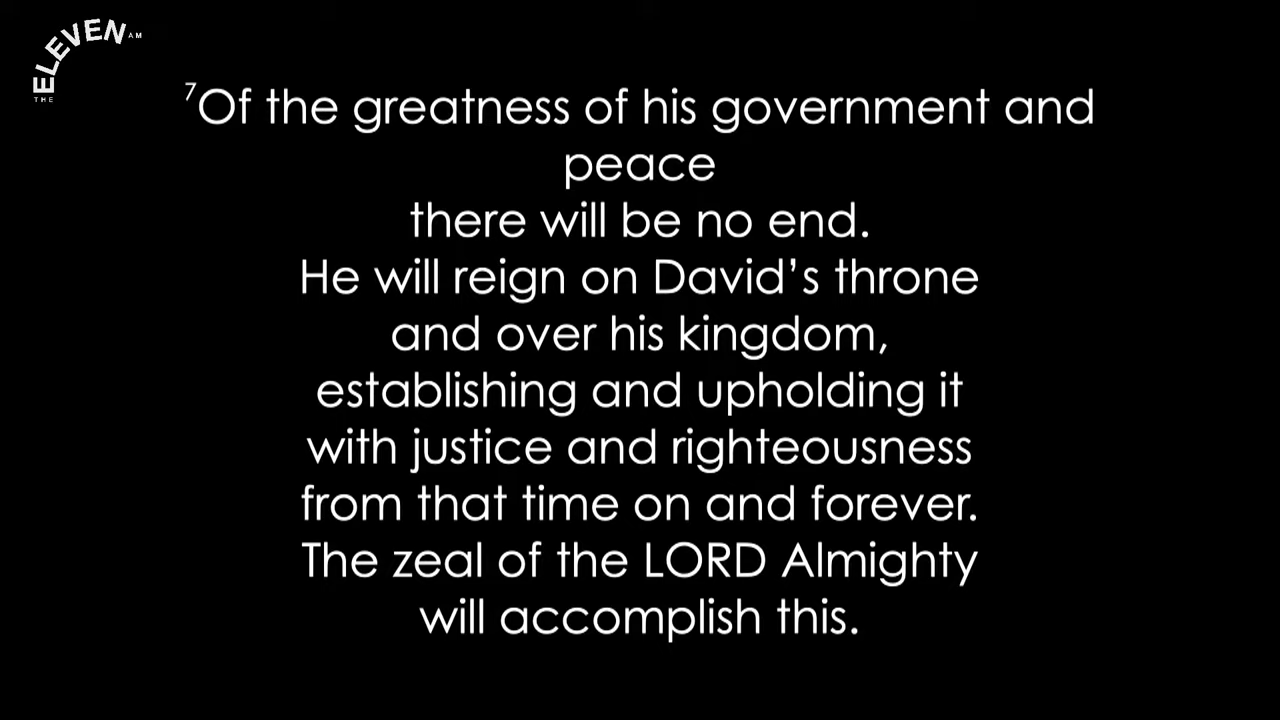 THE ELEVEN AM
7Of the greatness of his government and
peace
there will be no end.
He will reign on David’s throne
and over his kingdom,
establishing and upholding it
with justice and righteousness
from that time on and forever.
The zeal of the LORD Almighty
will accomplish this.